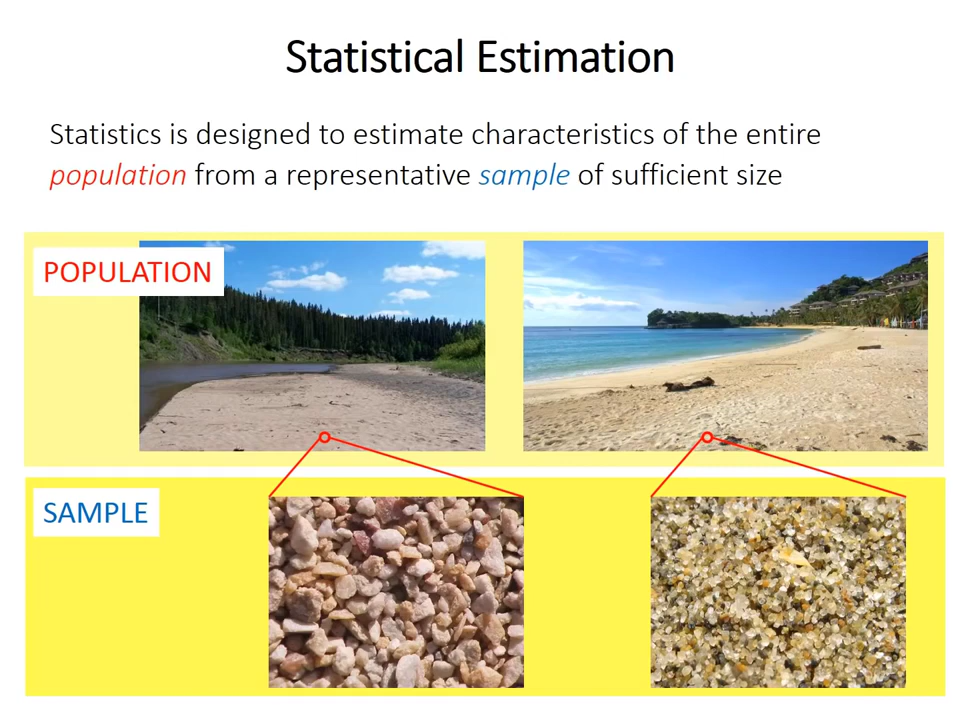 Statistical Estimation
Statistics is designed to estimate characteristics of the entire
population from a representative sample of sufficient size
POPULATION
SAMPLE